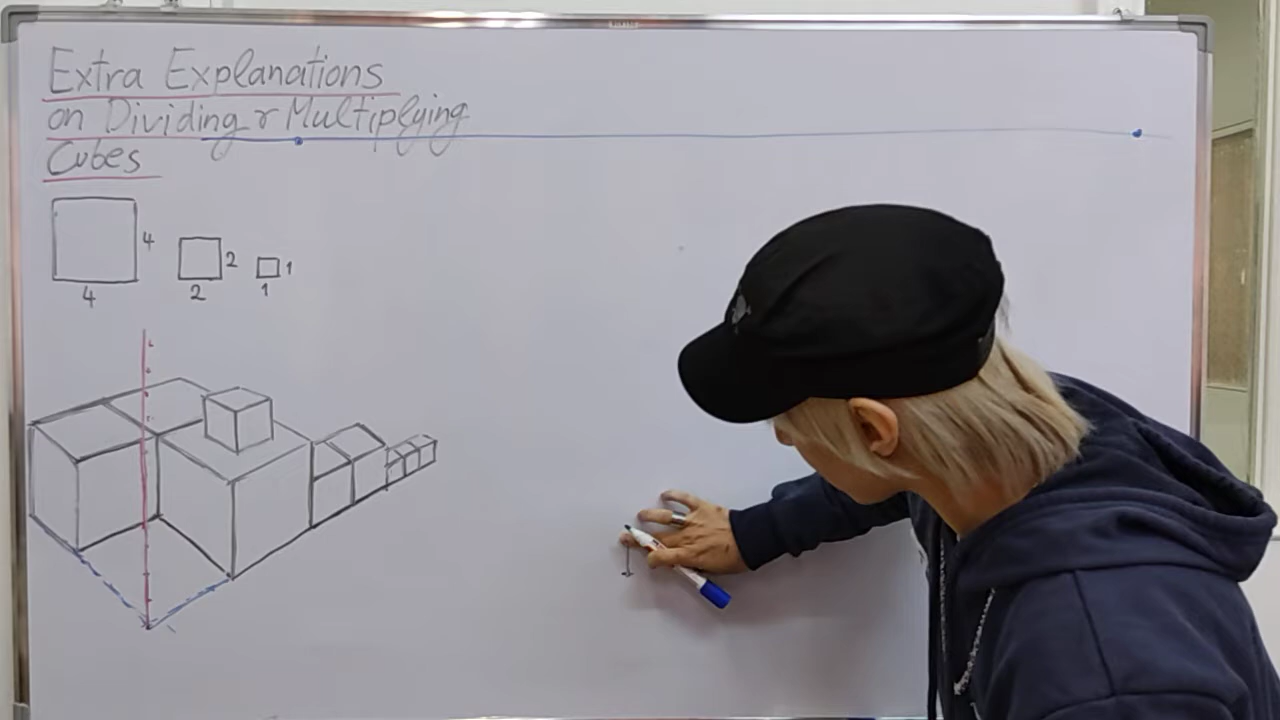 Extra Explanations
on Dividing & Multiplying
Cubes
4
2
1
4
2
1